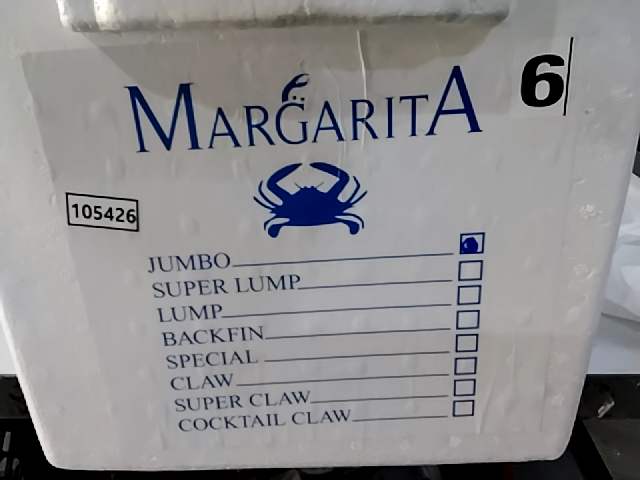 MARGARITA
6
105426
JUMBO
SUPER LUMP
LUMP
BACKFIN
SPECIAL
CLAW
SUPER CLAW
COCKTAIL CLAW